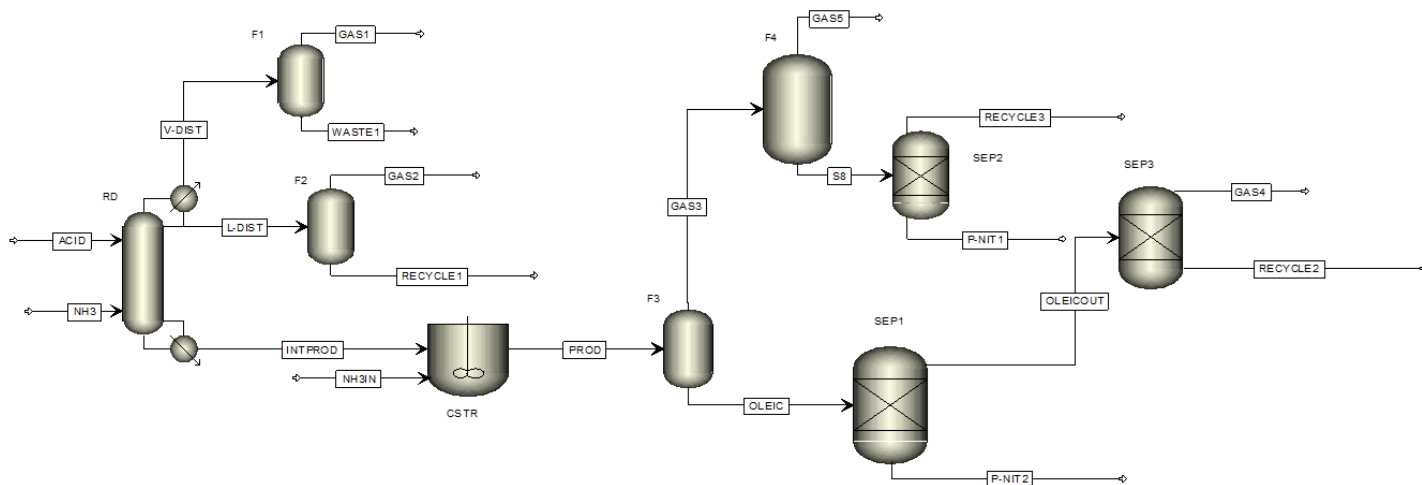 F1
GAS1
WASTE1
V-DIST
F2
GAS2
RD
L-DIST
ACID
RECYCLE1
NH3
INTPROD
NH3IN
CSTR
PROD
F3
GAS3
OLEIC
F4
GAS5
S8
RECYCLE3
SEP2
P-NIT1
SEP1
P-NIT2
OLEICOUT
SEP3
GAS4
RECYCLE2